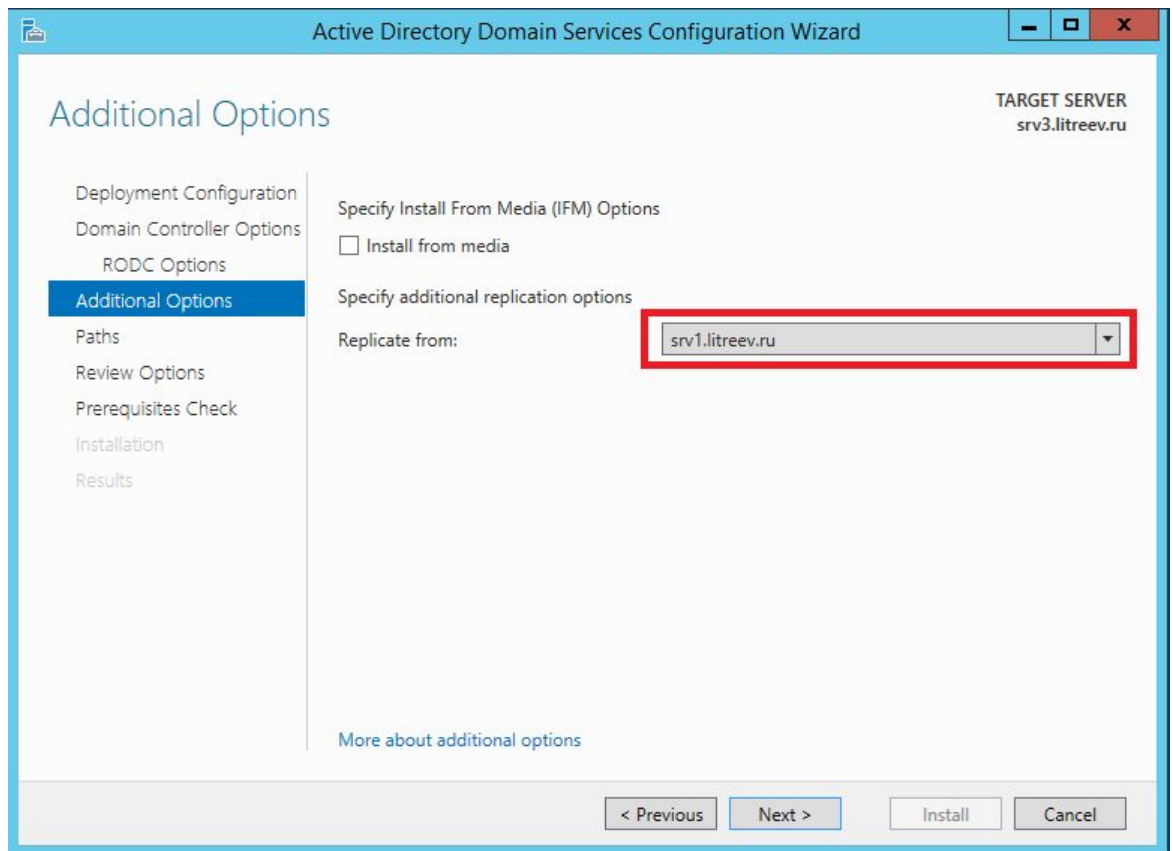 Active Directory Domain Services Configuration Wizard
Additional Options
TARGET SERVER
srv3.litreev.ru
Deployment Configuration
Domain Controller Options
RODC Options
Additional Options
Paths
Review Options
Prerequisites Check
Installation
Results
Specify Install From Media (IFM) Options
Install from media
Specify additional replication options
Replicate from:
srv1.litreev.ru
More about additional options
< Previous
Next >
Install
Cancel